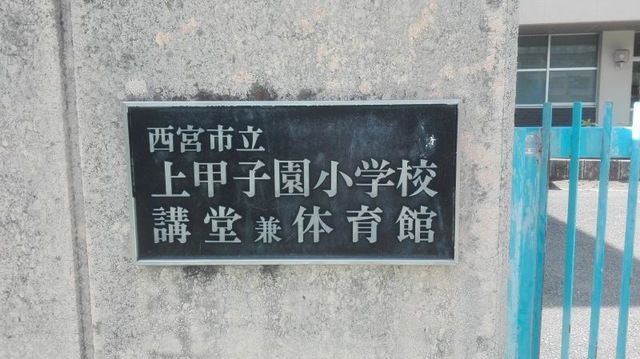 西宮市立
上甲子園小学校
講堂兼体育館